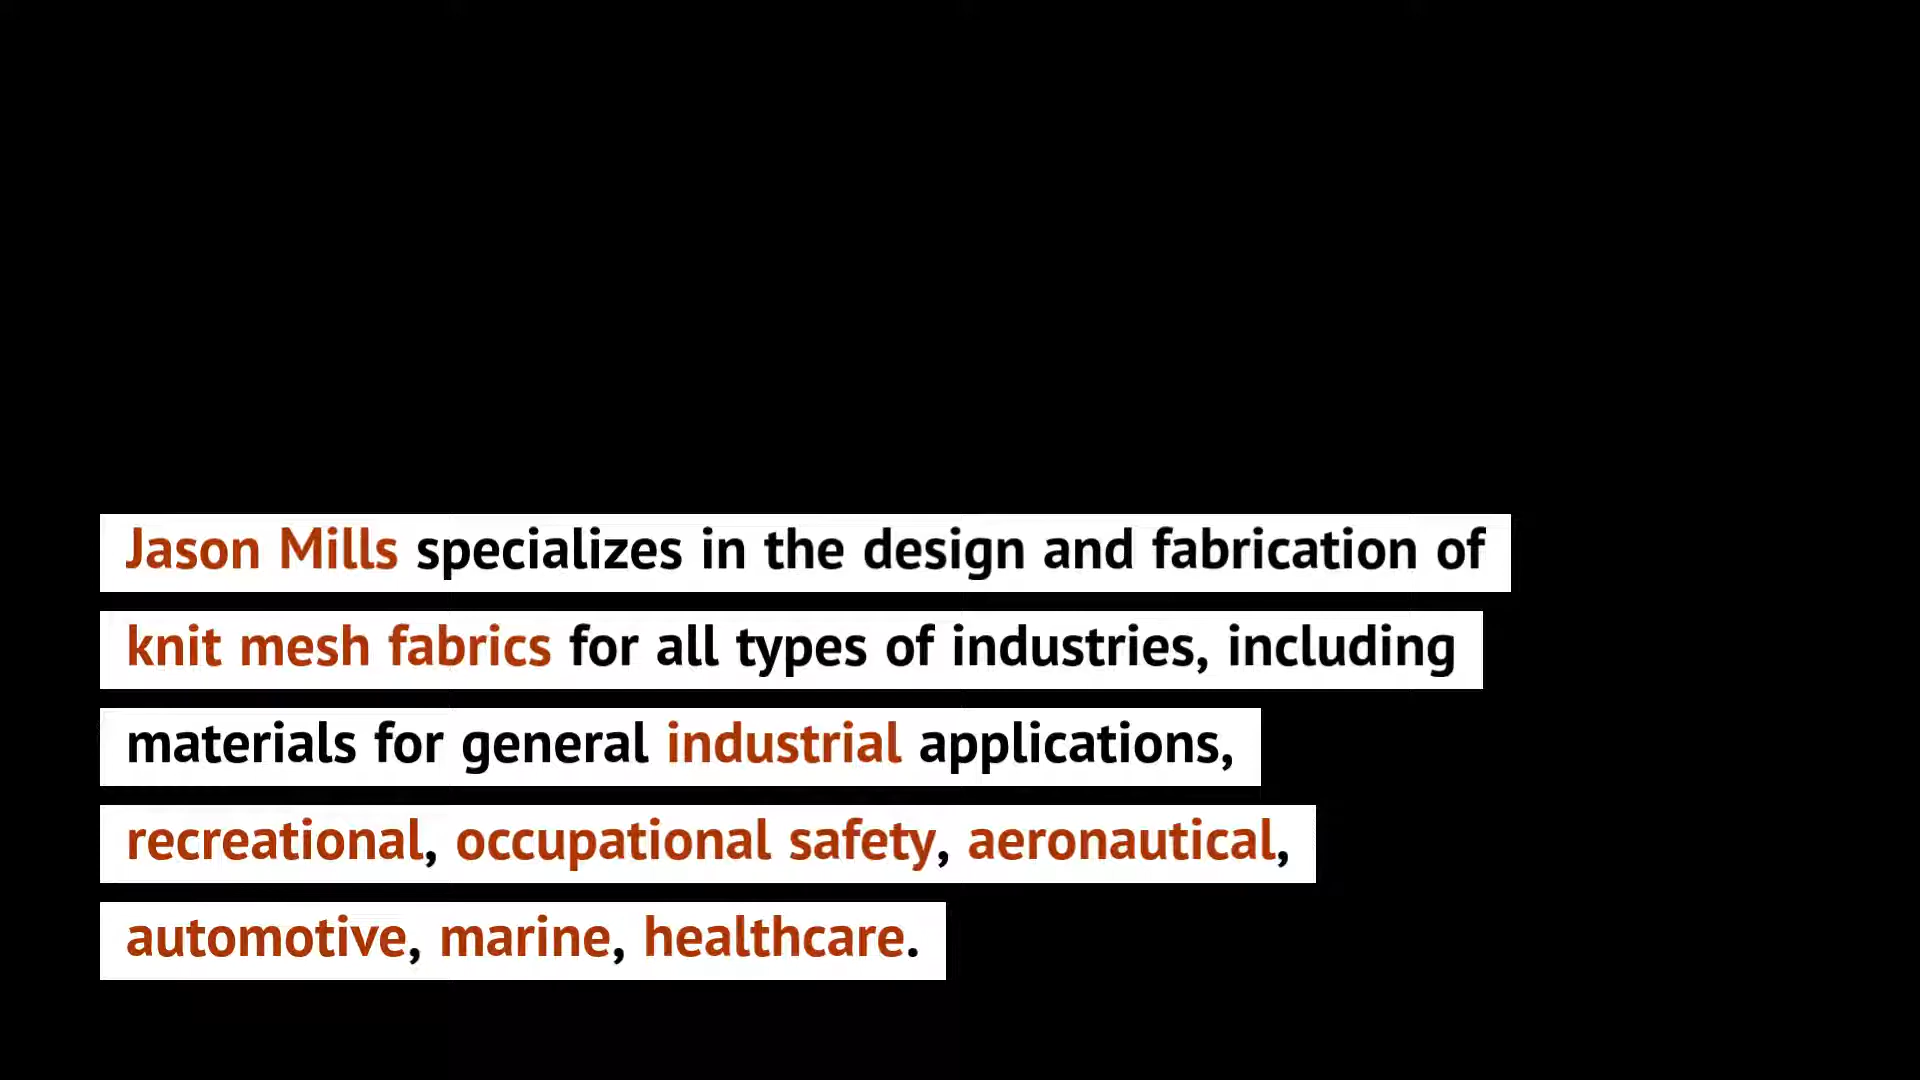 Jason Mills specializes in the design and fabrication of
knit mesh fabrics for all types of industries, including
materials for general industrial applications,
recreational, occupational safety, aeronautical,
automotive, marine, healthcare.